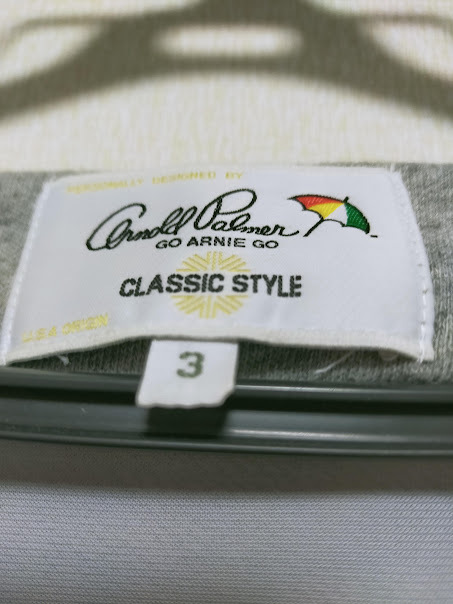 PERSONALLY DESIGNED BY
Arnold Palmer
GO ARNIE GO
CLASSIC STYLE
3